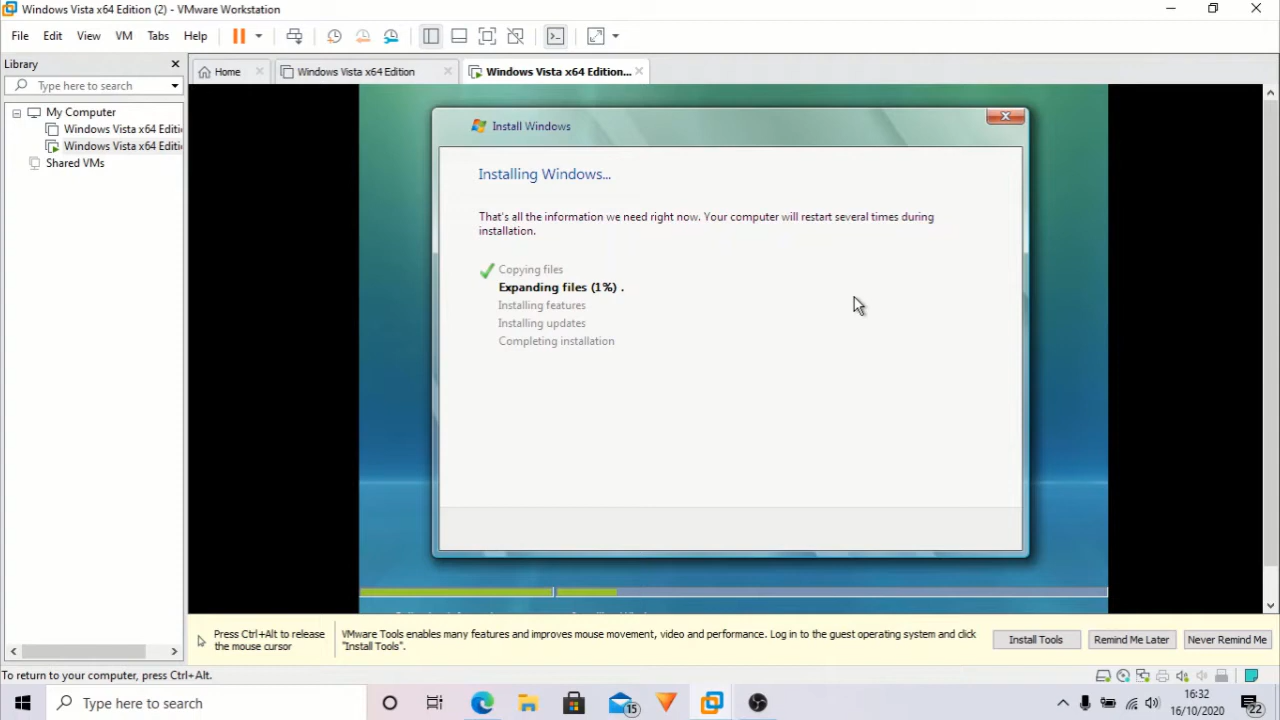 Windows Vista x64 Edition (2) - VMware Workstation
File Edit View VM Tabs Help
Library
Type here to search
My Computer
Windows Vista x64 Editi
Windows Vista x64 Editi
Shared VMs
Home
Windows Vista x64 Edition
Windows Vista x64 Edition...
Install Windows
Installing Windows...
That's all the information we need right now. Your computer will restart several times during
installation.
Copying files
Expanding files (1%) .
Installing features
Installing updates
Completing installation
Press Ctrl+Alt to release
the mouse cursor
VMware Tools enables many features and improves mouse movement, video and performance. Log in to the guest operating system and click
"Install Tools".
Install Tools
Remind Me Later
Never Remind Me
To return to your computer, press Ctrl+Alt.
Type here to search
15
16:32
16/10/2020
22